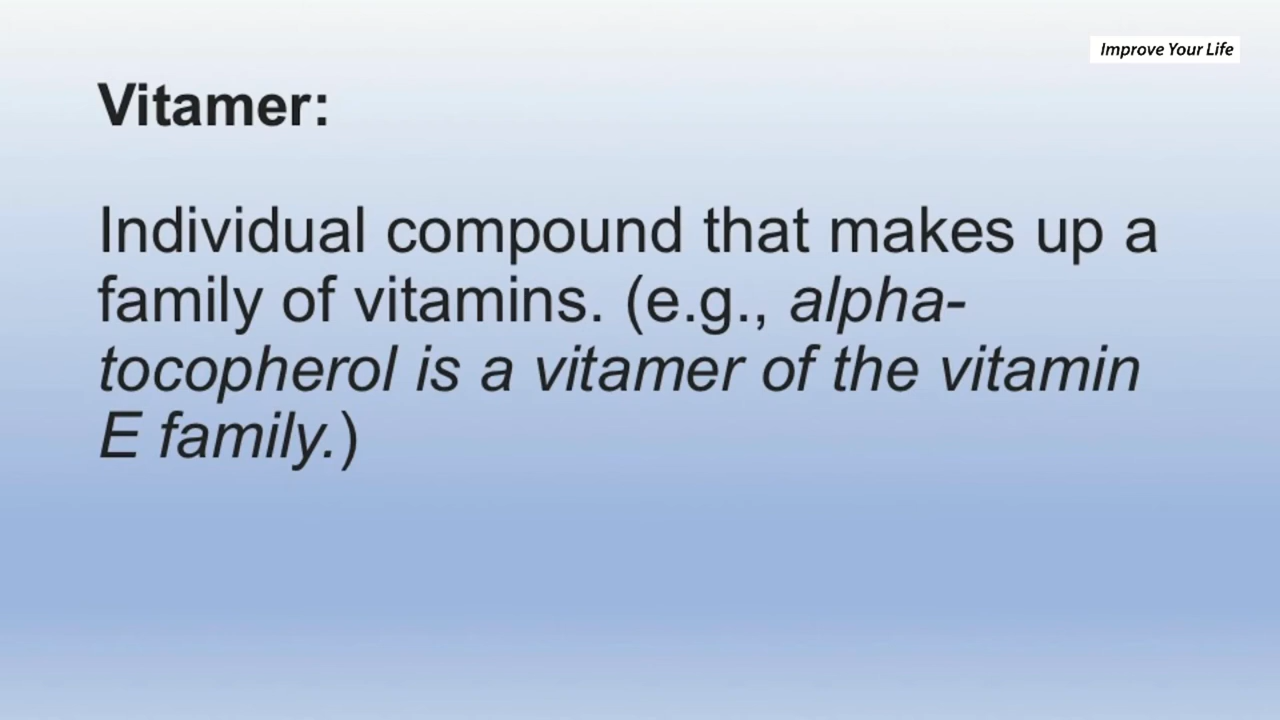 Improve Your Life
Vitamer:
Individual compound that makes up a
family of vitamins. (e.g., alpha-
tocopherol is a vitamer of the vitamin
E family.)